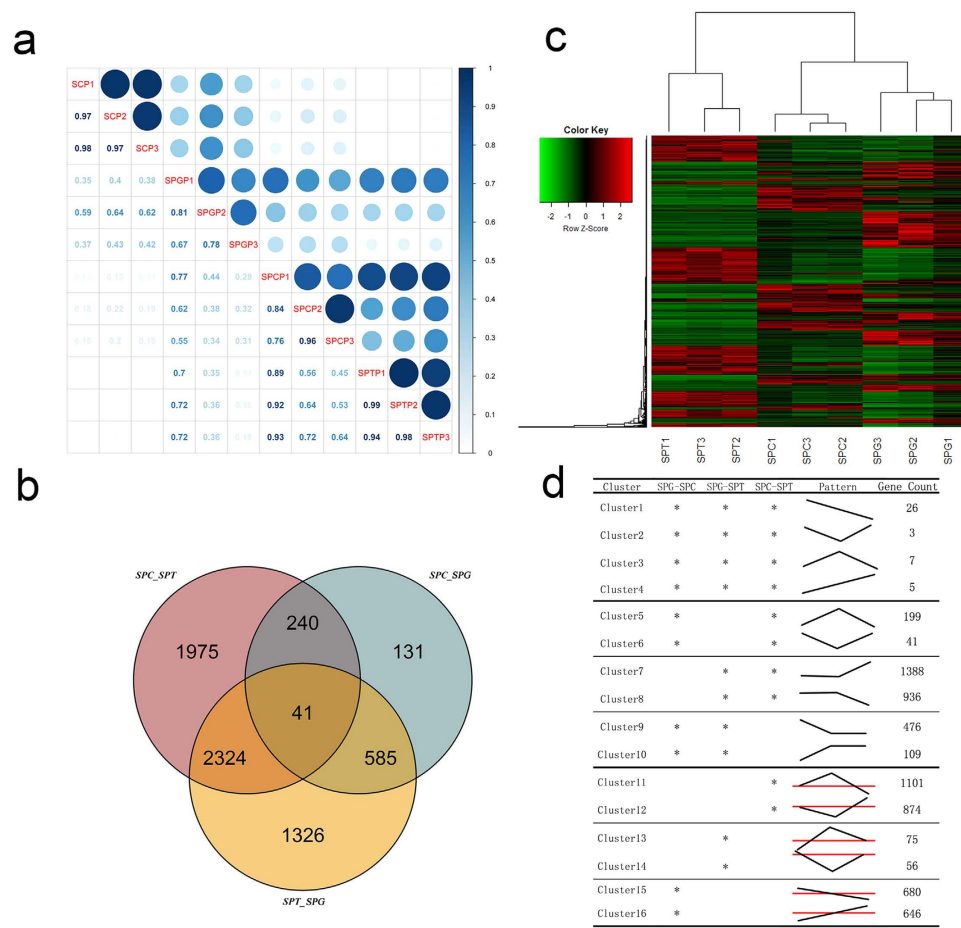 a
SCP1
0.97 SCP2
0.98 0.97 SCP3
0.35 0.4 0.38 SPGP1
0.59 0.64 0.62 0.81 SPGP2
0.37 0.43 0.42 0.67 0.78 SPGP3
0.77 0.44 0.28 SPCP1
0.22 0.62 0.38 0.32 0.84 SPCP2
0.2 0.55 0.34 0.31 0.76 0.96 SPCP3
0.7 0.35 0.89 0.56 0.45 SPTP1
0.72 0.36 0.92 0.64 0.53 0.99 SPTP2
0.72 0.36 0.93 0.72 0.64 0.94 0.98 SPTP3
1
0.9
0.8
0.7
0.6
0.5
0.4
0.3
0.2
0.1
0
c
Color Key
-2 -1 0 1 2
Row Z-Score
SPT1 SPT3 SPT2 SPC1 SPC3 SPC2 SPG3 SPG2 SPG1
b
SPC_SPT SPC_SPG
1975 240 131
41
2324 585
1326
SPT_SPG
d
Cluster SPG-SPC SPG-SPT SPC-SPT Pattern Gene Count
Cluster1 * * * 26
Cluster2 * * * 3
Cluster3 * * * 7
Cluster4 * * * 5
Cluster5 * * 199
Cluster6 * * 41
Cluster7 * * 1388
Cluster8 * * 936
Cluster9 * * 476
Cluster10 * * 109
Cluster11 * 1101
Cluster12 * 874
Cluster13 * 75
Cluster14 * 56
Cluster15 * 680
Cluster16 * 646